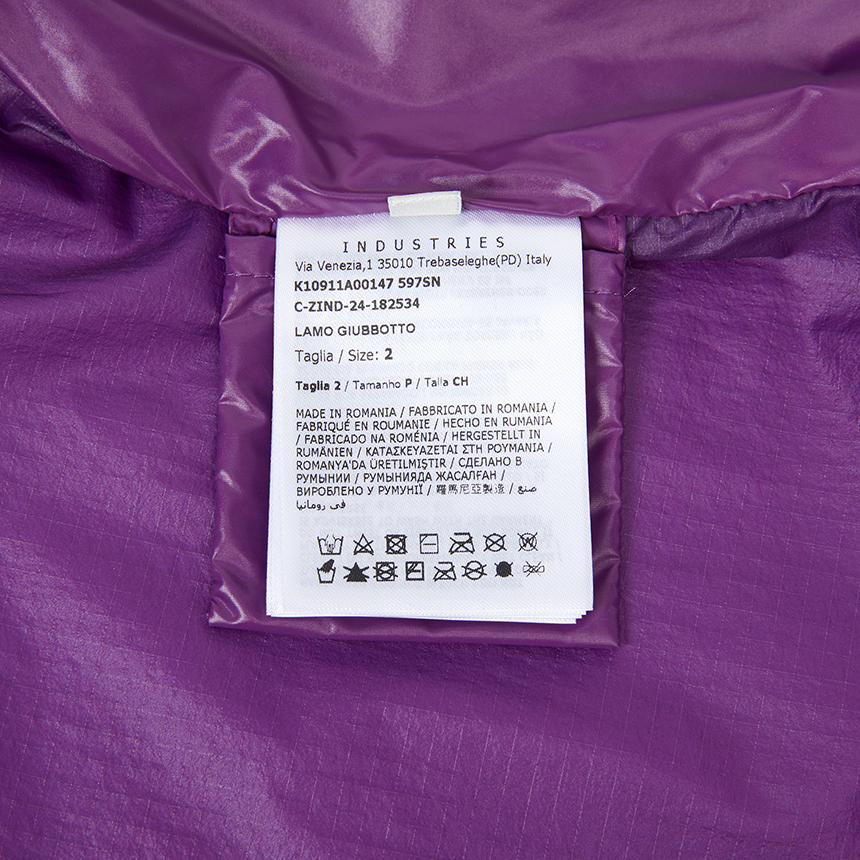 INDUSTRIES
Via Venezia,1 35010 Trebaseleghe(PD) Italy
K10911A00147 597SN
C-ZIND-24-182534
LAMO GIUBBOTTO
Taglia / Size: 2
Taglia 2 / Tamanho P / Talla CH
MADE IN ROMANIA / FABBRICATO IN ROMANIA /
FABRIQUÉ EN ROUMANIE / HECHO EN RUMANIA
/ FABRICADO NA ROMÉNIA / HERGESTELLT IN
RUMÄNIEN / ΚΑΤΑΣΚΕΥΑΖΕΤΑΙ ΣΤΗ ΡΟΥΜΑΝΙΑ /
ROMANYA'DA ÜRETILMIŞTIR / СДЕЛАНО В
РУМЫНИИ / РУМЫНИЯДА ЖАСАЛҒАН /
ВИРОБЛЕНО У РУМУНІЇ / 羅馬尼亞製造 / صنع
في رومانيا